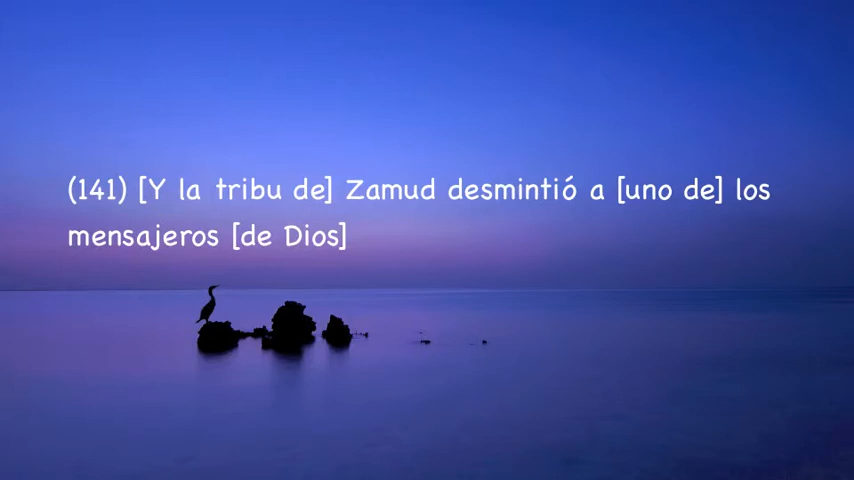 (141) [Y la tribu de] Zamud desmintió a [uno de] los
mensajeros [de Dios]